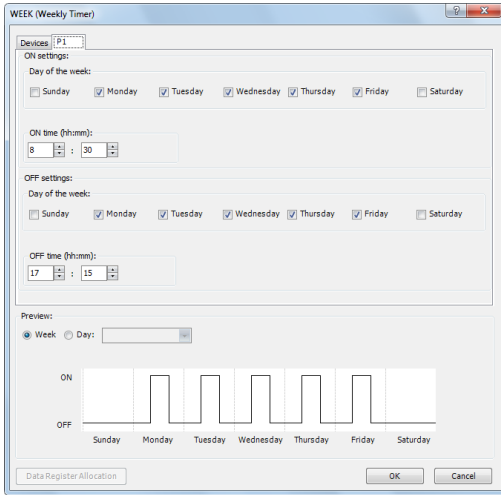 WEEK (Weekly Timer)
?
Devices P1
ON settings:
Day of the week:
Sunday Monday Tuesday Wednesday Thursday Friday Saturday
ON time (hh:mm):
8 : 30
OFF settings:
Day of the week:
Sunday Monday Tuesday Wednesday Thursday Friday Saturday
OFF time (hh:mm):
17 : 15
Preview:
Week Day:
ON
OFF
Sunday Monday Tuesday Wednesday Thursday Friday Saturday
Data Register Allocation OK Cancel